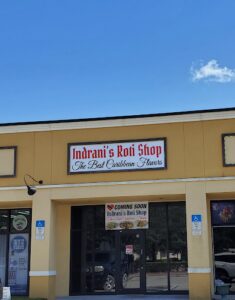 Indrani's Roti Shop
The Best Caribbean Flavors
COMING SOON
Indrani's Roti Shop